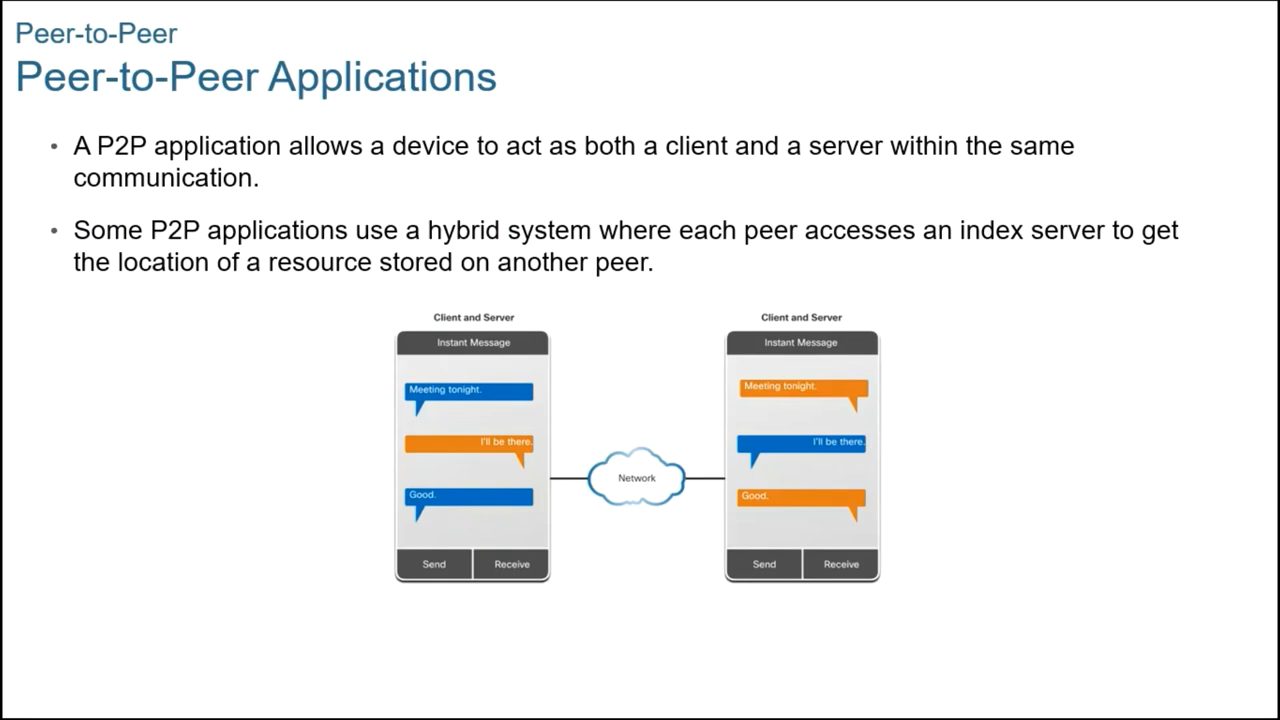 Peer-to-Peer
Peer-to-Peer Applications
• A P2P application allows a device to act as both a client and a server within the same
communication.
• Some P2P applications use a hybrid system where each peer accesses an index server to get
the location of a resource stored on another peer.
Client and Server
Instant Message
Meeting tonight.
I'll be there.
Good.
Send
Receive
Network
Client and Server
Instant Message
Meeting tonight.
I'll be there.
Good.
Send
Receive